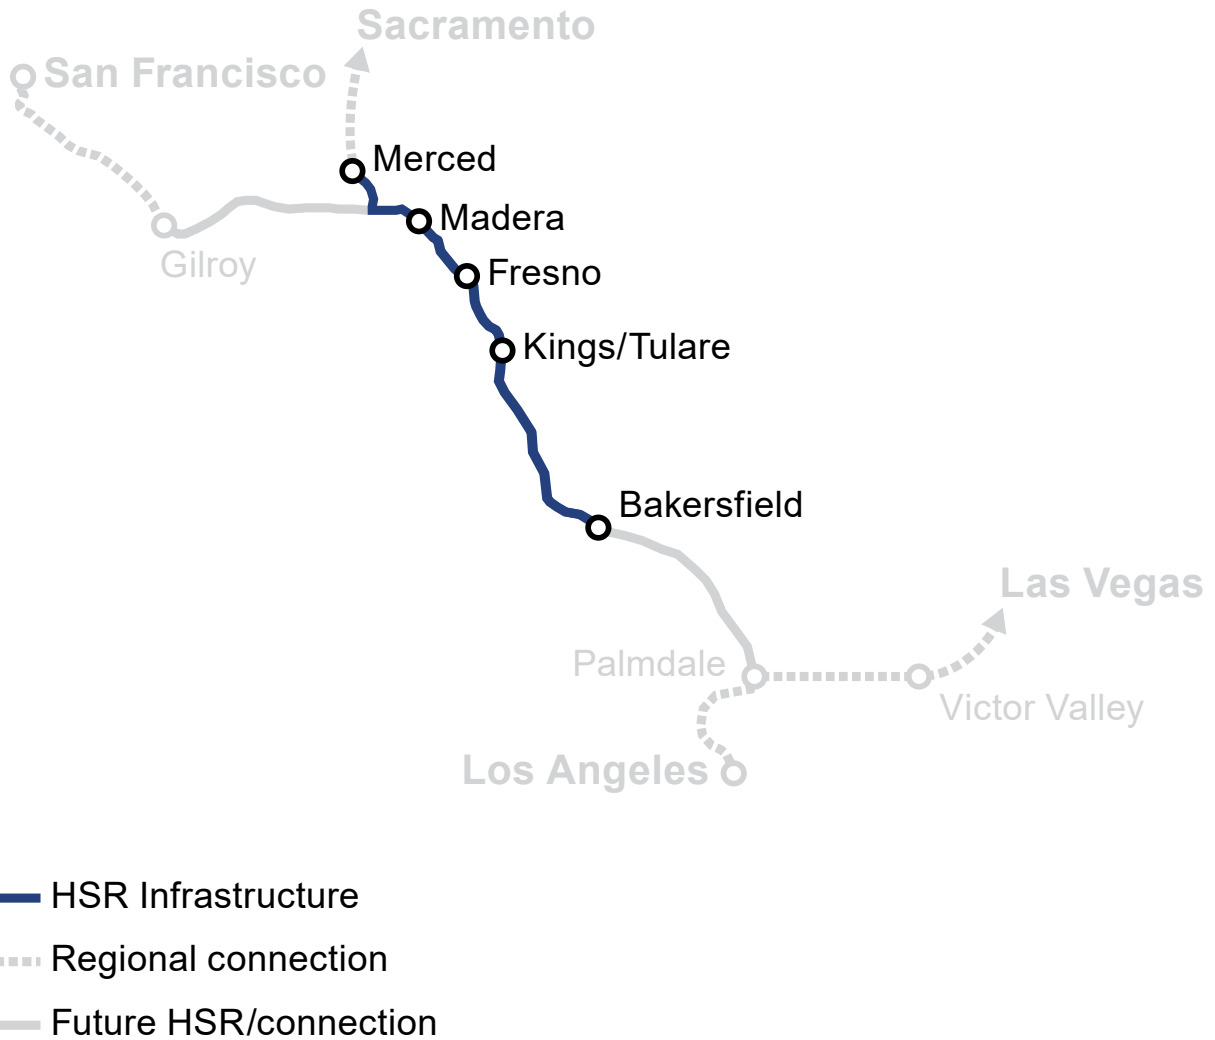 Sacramento
San Francisco
Merced
Madera
Gilroy
Fresno
Kings/Tulare
Bakersfield
Las Vegas
Palmdale
Victor Valley
Los Angeles
HSR Infrastructure
Regional connection
Future HSR/connection